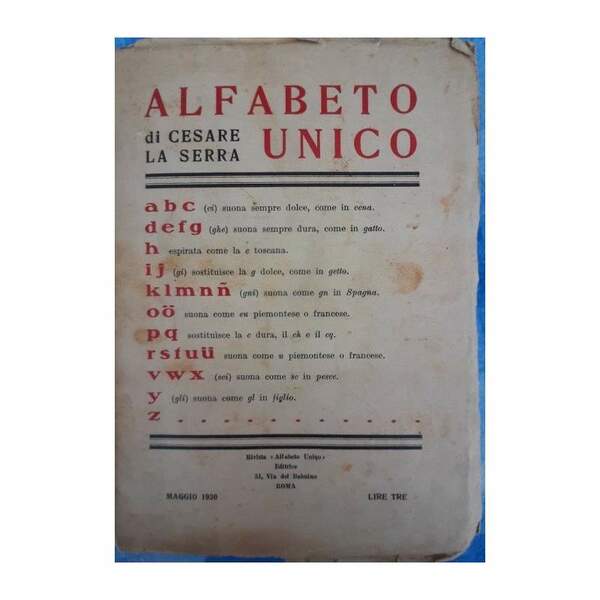 ALFABETO
di CESARE
LA SERRA
UNICO
a b c (ci) suona sempre dolce, come in cena.
d e f g (ghe) suona sempre dura, come in gatto.
h espirata come la c toscana.
i j (gi) sostituisce la g dolce, come in getto.
k l m n ñ (gni) suona come gn in Spagna.
o ö suona come eu piemontese o francese.
p q sostituisce la c dura, il ch e il cq.
r s t u ü suona come u piemontese o francese.
v w x (sci) suona come sc in pesce.
y (gli) suona come gl in figlio.
z . . . . . . . . . . . .
Rivista «Alfabeto Uniqo»
Editrice
51, Via del Babuino
ROMA
MAGGIO 1930
LIRE TRE